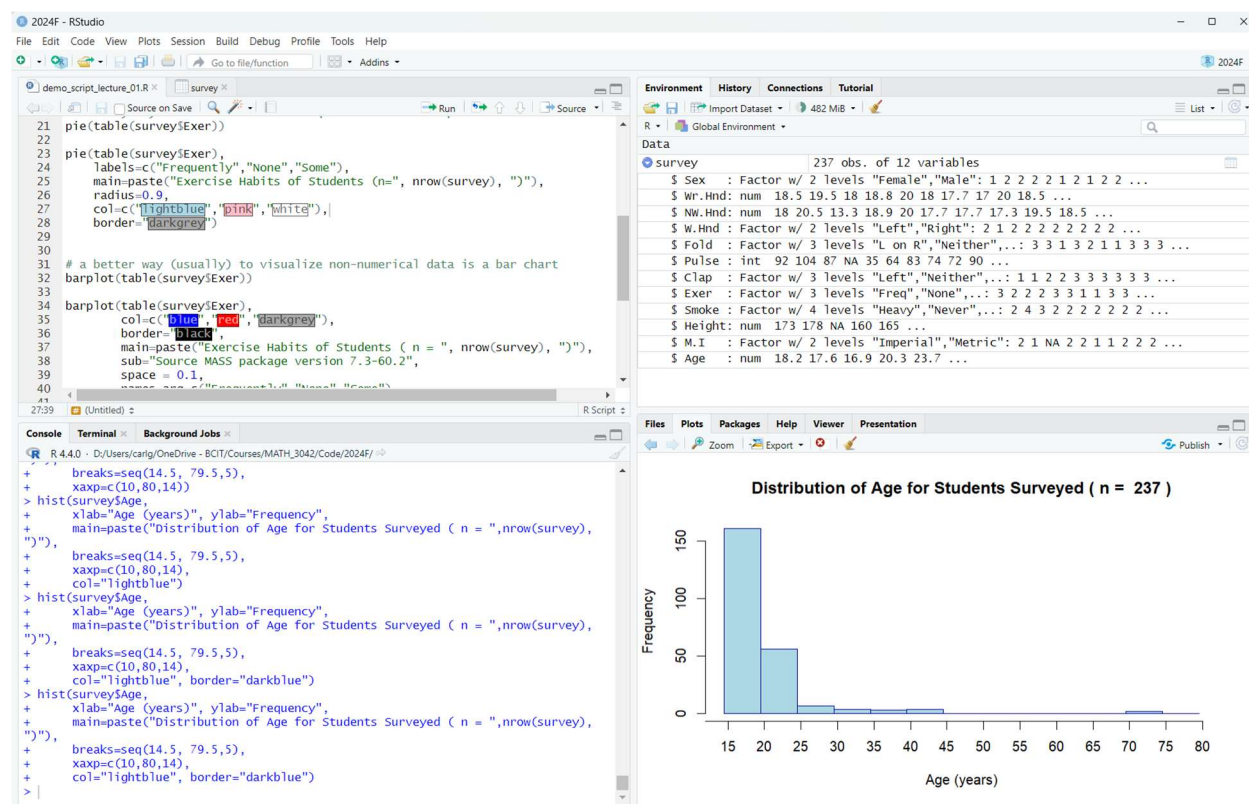 2024F - RStudio
File Edit Code View Plots Session Build Debug Profile Tools Help
Go to file/function Addins 2024F
demo_script_lecture_01.R survey
Source on Save Run Source
21 pie(table(survey$Exer))
22
23 pie(table(survey$Exer),
24 labels=c("Frequently","None","Some"),
25 main=paste("Exercise Habits of Students (n=", nrow(survey), ")"),
26 radius=0.9,
27 col=c("lightblue","pink","white"),
28 border="darkgrey")
29
30
31 # a better way (usually) to visualize non-numerical data is a bar chart
32 barplot(table(survey$Exer))
33
34 barplot(table(survey$Exer),
35 col=c("blue","red","darkgrey"),
36 border="black",
37 main=paste("Exercise Habits of Students ( n = ", nrow(survey), ")"),
38 sub="Source MASS package version 7.3-60.2",
39 space = 0.1,
40
41
27:39 (Untitled) R Script
Console Terminal Background Jobs
R 4.4.0 · D:/Users/carlg/OneDrive - BCIT/Courses/MATH_3042/Code/2024F/
+ breaks=seq(14.5, 79.5,5),
+ xaxp=c(10,80,14))
> hist(survey$Age,
+ xlab="Age (years)", ylab="Frequency",
+ main=paste("Distribution of Age for Students Surveyed ( n = ",nrow(survey),
")"),
+ breaks=seq(14.5, 79.5,5),
+ xaxp=c(10,80,14),
+ col="lightblue")
> hist(survey$Age,
+ xlab="Age (years)", ylab="Frequency",
+ main=paste("Distribution of Age for Students Surveyed ( n = ",nrow(survey),
")"),
+ breaks=seq(14.5, 79.5,5),
+ xaxp=c(10,80,14),
+ col="lightblue", border="darkblue")
> hist(survey$Age,
+ xlab="Age (years)", ylab="Frequency",
+ main=paste("Distribution of Age for Students Surveyed ( n = ",nrow(survey),
")"),
+ breaks=seq(14.5, 79.5,5),
+ xaxp=c(10,80,14),
+ col="lightblue", border="darkblue")
>
Environment History Connections Tutorial
Import Dataset 482 MiB List
R Global Environment
Data
survey 237 obs. of 12 variables
$ Sex : Factor w/ 2 levels "Female","Male": 1 2 2 2 2 1 2 1 2 2 ...
$ Wr.Hnd: num 18.5 19.5 18 18.8 20 18 17.7 17 20 18.5 ...
$ NW.Hnd: num 18 20.5 13.3 18.9 20 17.7 17.7 17.3 19.5 18.5 ...
$ W.Hnd : Factor w/ 2 levels "Left","Right": 2 1 2 2 2 2 2 2 2 2 ...
$ Fold : Factor w/ 3 levels "L on R","Neither",..: 3 3 1 3 2 1 1 3 3 3 ...
$ Pulse : int 92 104 87 NA 35 64 83 74 72 90 ...
$ Clap : Factor w/ 3 levels "Left","Neither",..: 1 1 2 2 3 3 3 3 3 3 ...
$ Exer : Factor w/ 3 levels "Freq","None",..: 3 2 2 2 3 3 1 1 3 3 ...
$ Smoke : Factor w/ 4 levels "Heavy","Never",..: 2 4 3 2 2 2 2 2 2 2 ...
$ Height: num 173 178 NA 160 165 ...
$ M.I : Factor w/ 2 levels "Imperial","Metric": 2 1 NA 2 2 1 1 2 2 2 ...
$ Age : num 18.2 17.6 16.9 20.3 23.7 ...
Files Plots Packages Help Viewer Presentation
Zoom Export Publish
Distribution of Age for Students Surveyed ( n = 237 )
Frequency
150
100
50
0
15 20 25 30 35 40 45 50 55 60 65 70 75 80
Age (years)